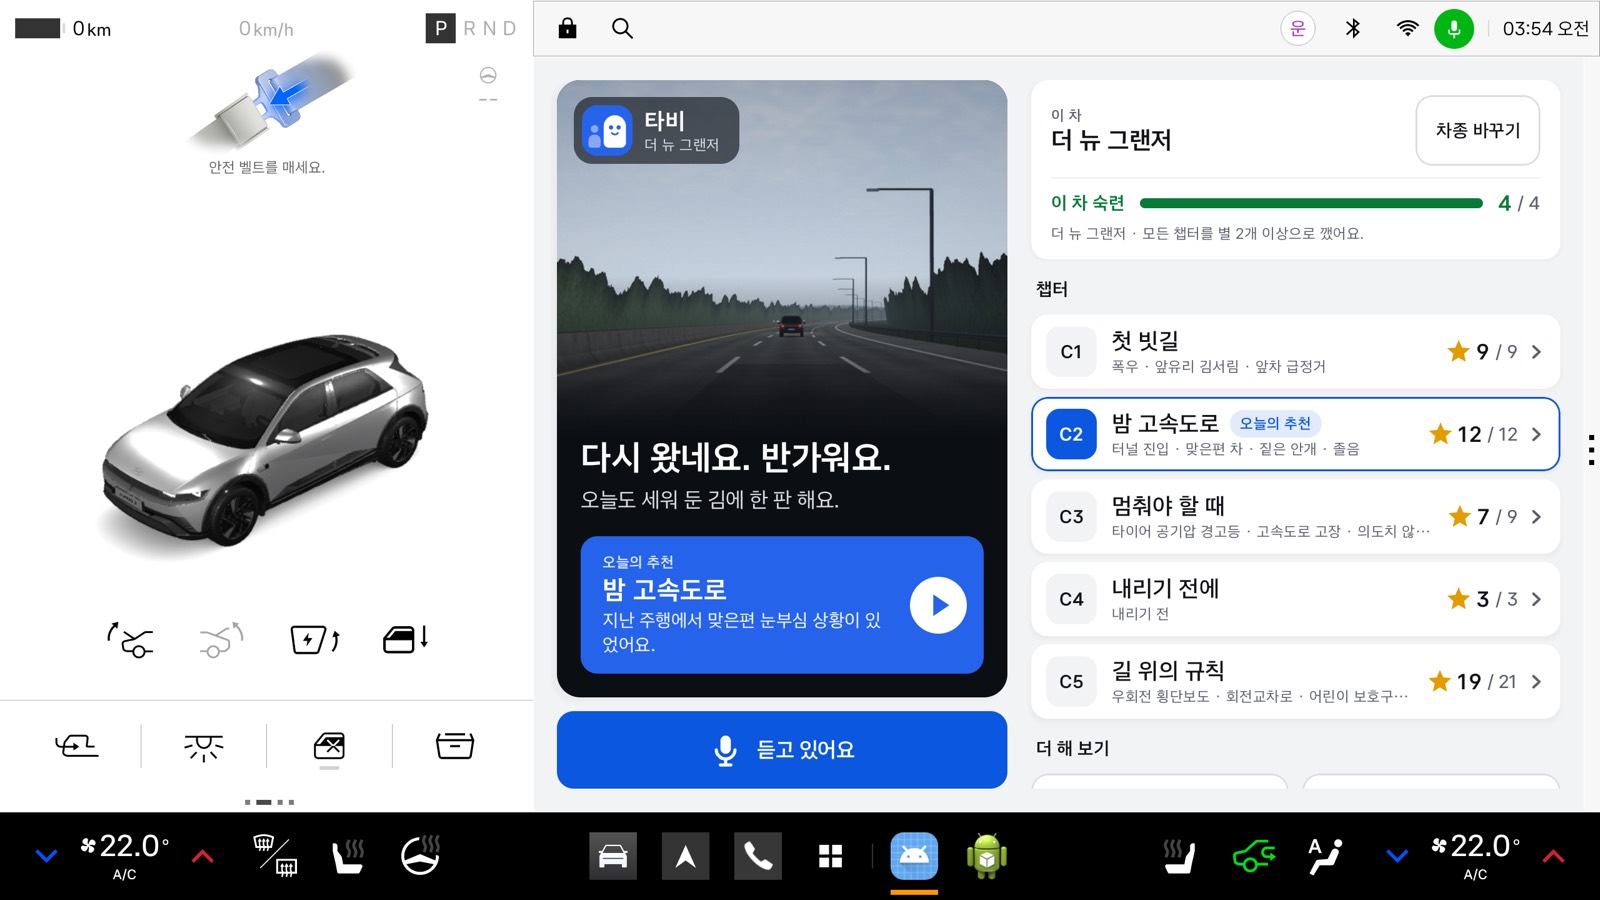 0 km
0 km/h
P R N D
안전 벨트를 매세요.
운
03:54 오전
타비
더 뉴 그랜저
다시 왔네요. 반가워요.
오늘도 세워 둔 김에 한 판 해요.
오늘의 추천
밤 고속도로
지난 주행에서 맞은편 눈부심 상황이 있
었어요.
듣고 있어요
이 차
더 뉴 그랜저
차종 바꾸기
이 차 숙련
4 / 4
더 뉴 그랜저 · 모든 챕터를 별 2개 이상으로 깼어요.
챕터
C1
첫 빗길
폭우 · 앞유리 김서림 · 앞차 급정거
9 / 9
C2
밤 고속도로 오늘의 추천
터널 진입 · 맞은편 차 · 짙은 안개 · 졸음
12 / 12
C3
멈춰야 할 때
타이어 공기압 경고등 · 고속도로 고장 · 의도치 않…
7 / 9
C4
내리기 전에
내리기 전
3 / 3
C5
길 위의 규칙
우회전 횡단보도 · 회전교차로 · 어린이 보호구…
19 / 21
더 해 보기
22.0°
A/C
A
22.0°
A/C